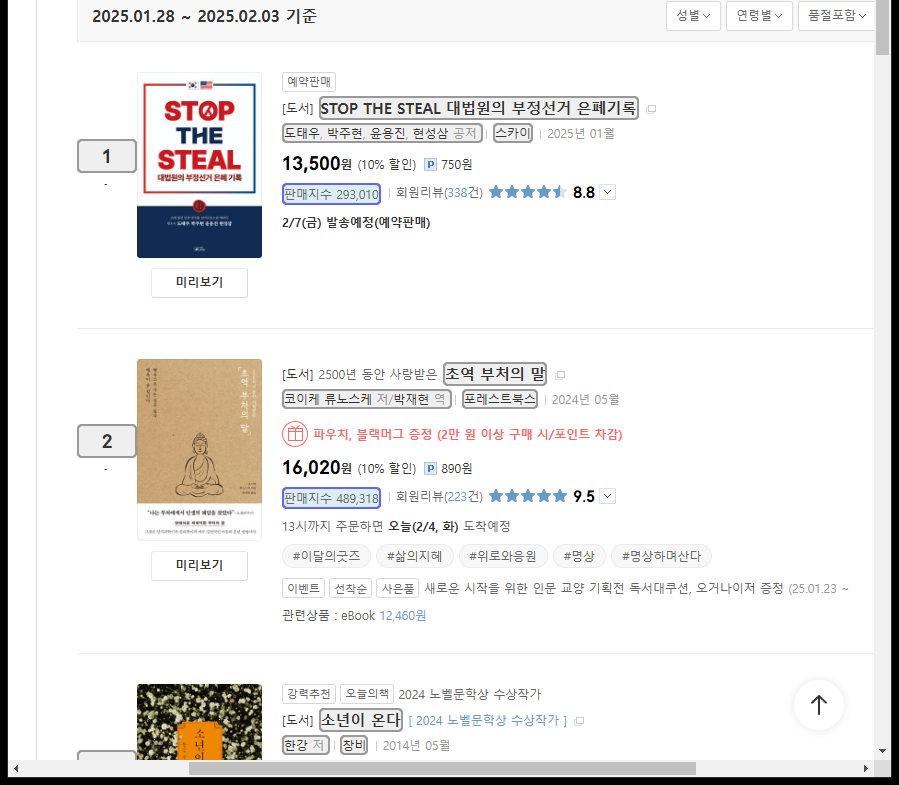 2025.01.28 ~ 2025.02.03 기준
성별
연령별
품절포함
1
-
STOP
THE
STEAL
대법원의 부정선거 은폐 기록
미리보기
예약판매
[도서] STOP THE STEAL 대법원의 부정선거 은폐기록
도태우, 박주현, 윤용진, 현성삼 공저 | 스카이 | 2025년 01월
13,500원 (10% 할인) P 750원
판매지수 293,010 | 회원리뷰(338건) 8.8
2/7(금) 발송예정(예약판매)
2
-
초역 부처의 말
미리보기
[도서] 2500년 동안 사랑받은 초역 부처의 말
코이케 류노스케 저/박재현 역 | 포레스트북스 | 2024년 05월
파우치, 블랙머그 증정 (2만 원 이상 구매 시/포인트 차감)
16,020원 (10% 할인) P 890원
판매지수 489,318 | 회원리뷰(223건) 9.5
13시까지 주문하면 오늘(2/4, 화) 도착예정
#이달의굿즈 #삶의지혜 #위로와응원 #명상 #명상하며산다
이벤트 선착순 사은품 새로운 시작을 위한 인문 교양 기획전 독서대쿠션, 오거나이저 증정 (25.01.23 ~
관련상품 : eBook 12,460원
소년이
강력추천 오늘의책 2024 노벨문학상 수상작가
[도서] 소년이 온다 [ 2024 노벨문학상 수상작가 ]
한강 저 | 창비 | 2014년 05월